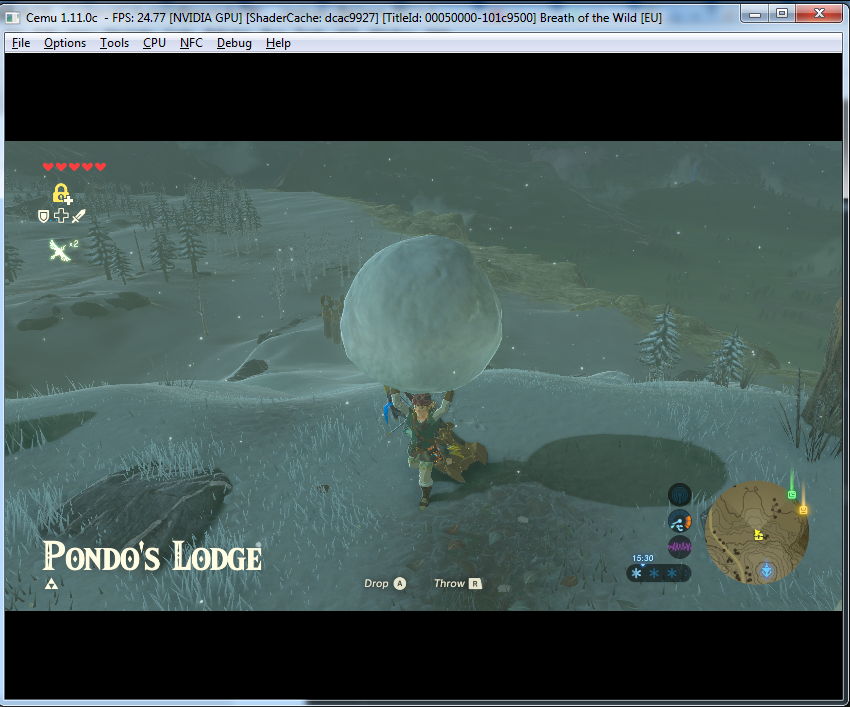 Cemu 1.11.0c - FPS: 24.77 [NVIDIA GPU] [ShaderCache: dcac9927] [TitleId: 00050000-101c9500] Breath of the Wild [EU]
File Options Tools CPU NFC Debug Help
×2
15:30
PONDO'S LODGE
Drop A Throw R